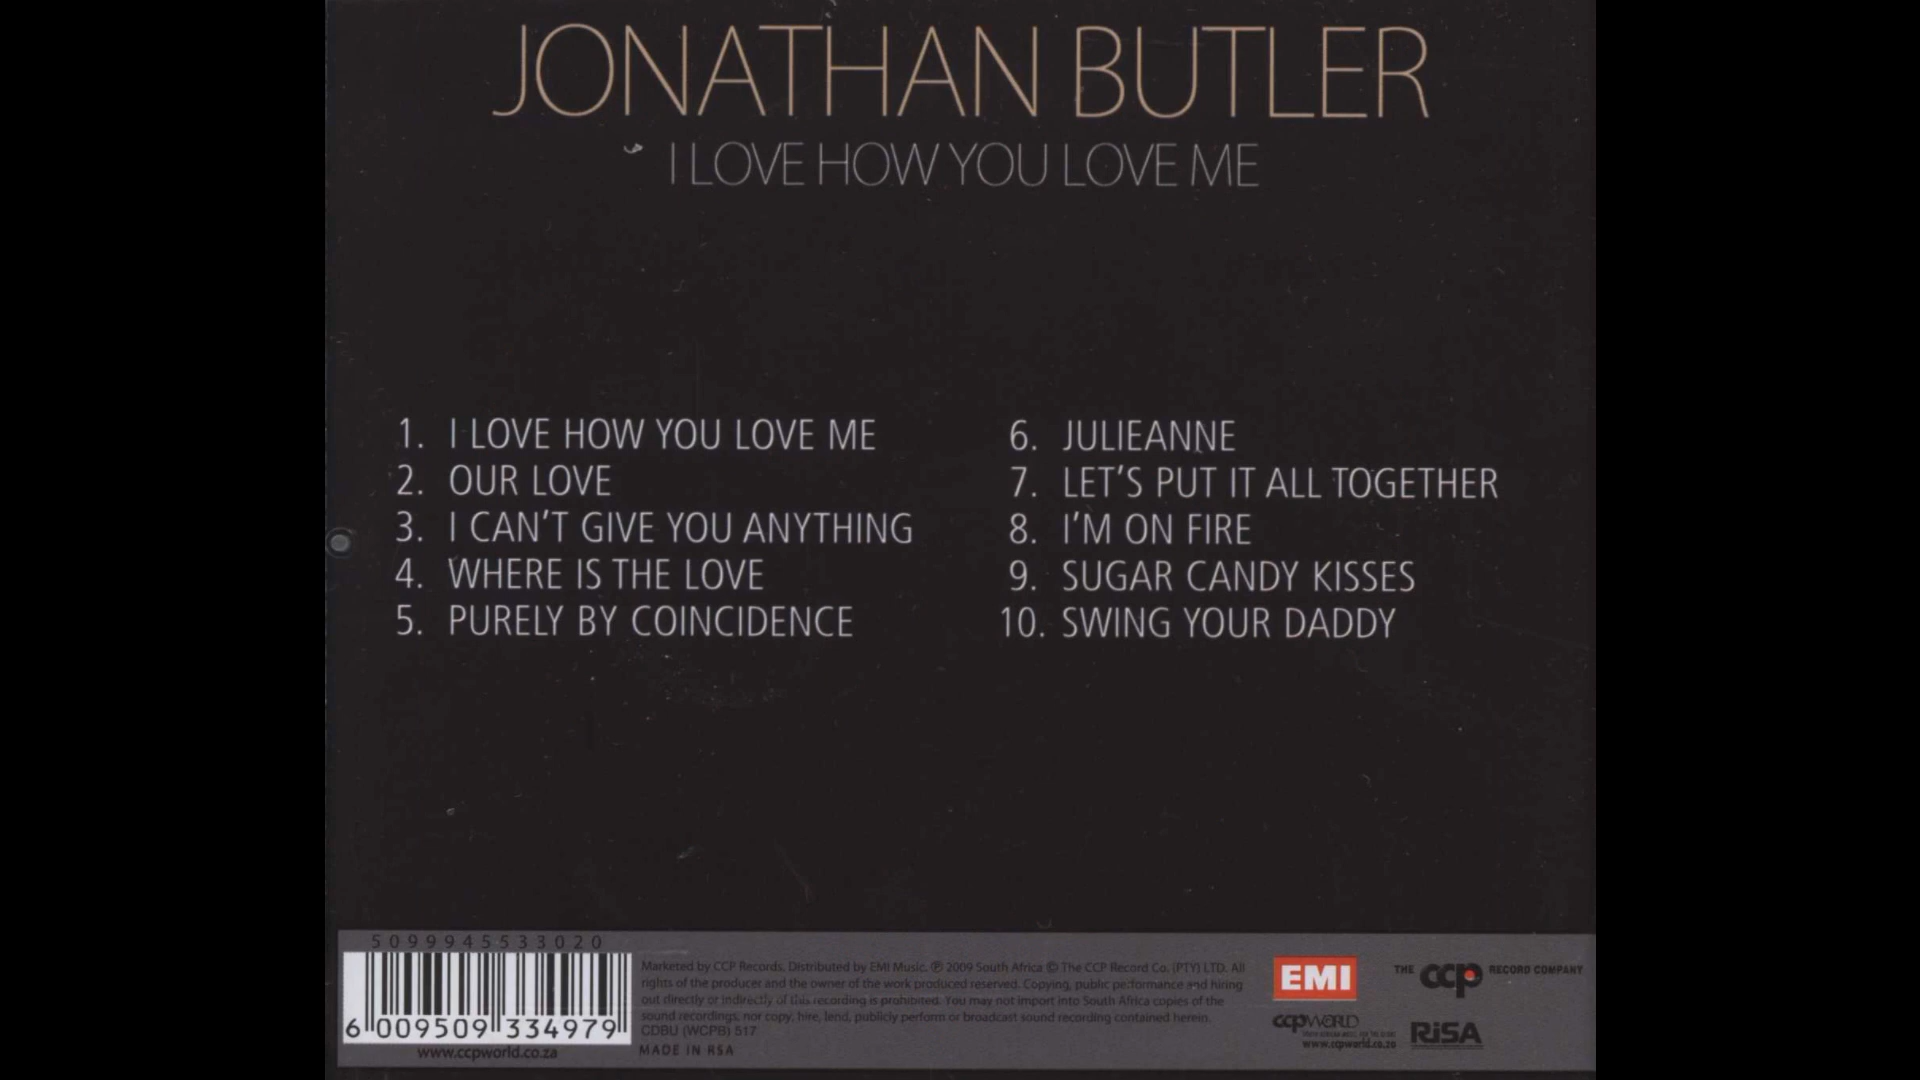 JONATHAN BUTLER
I LOVE HOW YOU LOVE ME
1. I LOVE HOW YOU LOVE ME
2. OUR LOVE
3. I CAN'T GIVE YOU ANYTHING
4. WHERE IS THE LOVE
5. PURELY BY COINCIDENCE
6. JULIEANNE
7. LET'S PUT IT ALL TOGETHER
8. I'M ON FIRE
9. SUGAR CANDY KISSES
10. SWING YOUR DADDY
5099945533020
6 009509 334979
www.ccpworld.co.za
Marketed by CCP Records. Distributed by EMI Music. ℗ 2009 South Africa © The CCP Record Co. (PTY) LTD. All
rights of the producer and the owner of the work produced reserved. Copying, public performance and hiring
out directly or indirectly of this recording is prohibited. You may not import into South Africa copies of the
sound recordings, nor copy, hire, lend, publicly perform or broadcast sound recording contained herein.
CDBU (WCPB) 517
MADE IN RSA
EMI
THE ccp RECORD COMPANY
ccpWORLD
www.ccpworld.co.za
RiSA